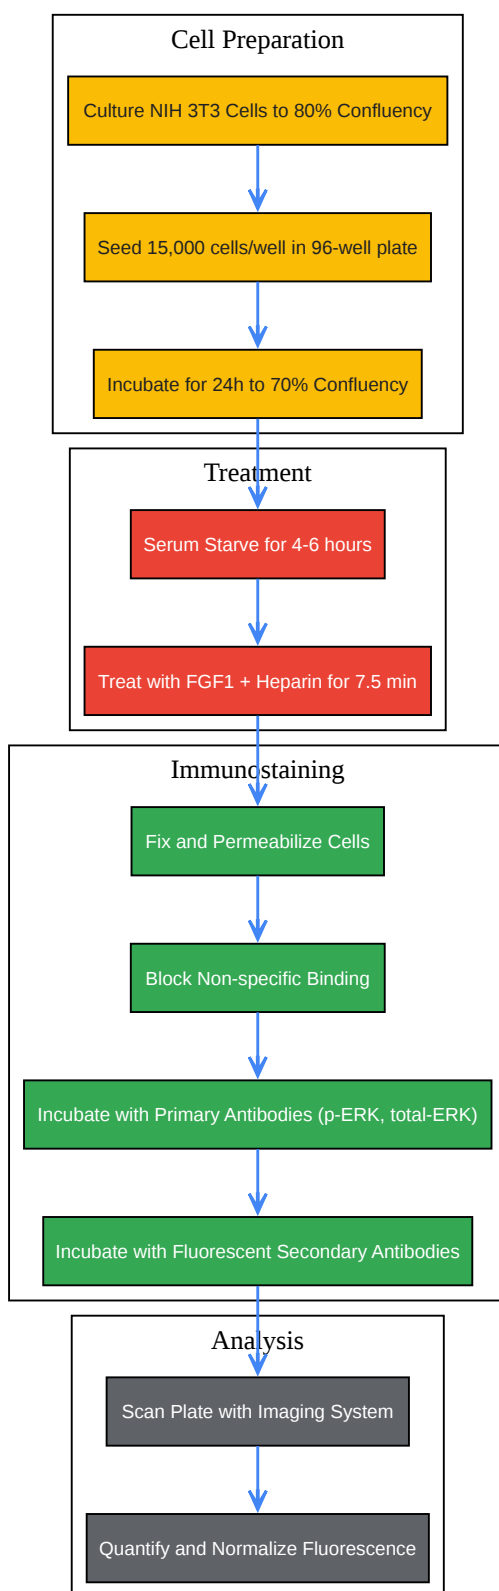 Cell Preparation
Culture NIH 3T3 Cells to 80% Confluency
Seed 15,000 cells/well in 96-well plate
Incubate for 24h to 70% Confluency
Treatment
Serum Starve for 4-6 hours
Treat with FGF1 + Heparin for 7.5 min
Immunostaining
Fix and Permeabilize Cells
Block Non-specific Binding
Incubate with Primary Antibodies (p-ERK, total-ERK)
Incubate with Fluorescent Secondary Antibodies
Analysis
Scan Plate with Imaging System
Quantify and Normalize Fluorescence